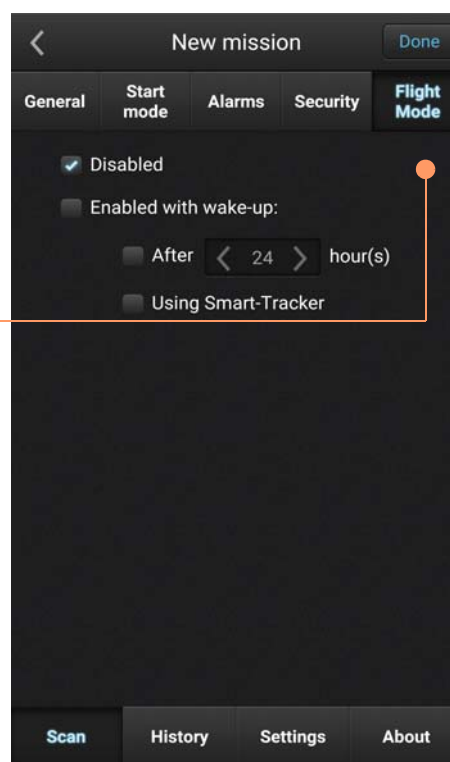 New mission
Done
General
Start
mode
Alarms
Security
Flight
Mode
Disabled
Enabled with wake-up:
After 24 hour(s)
Using Smart-Tracker
Scan
History
Settings
About